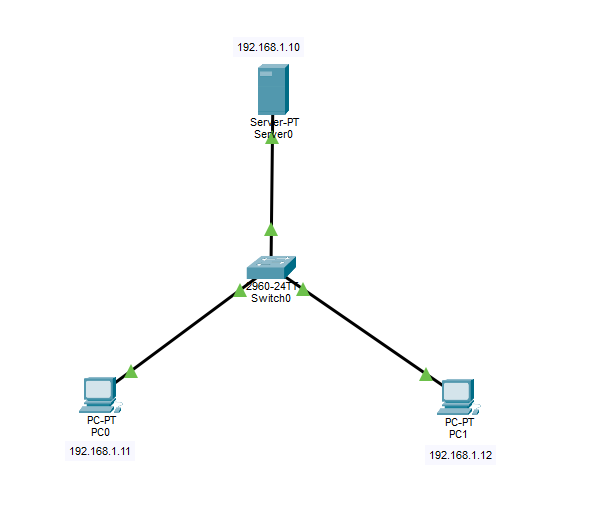 192.168.1.10
Server-PT
Server0
2960-24TT
Switch0
PC-PT
PC0
192.168.1.11
PC-PT
PC1
192.168.1.12